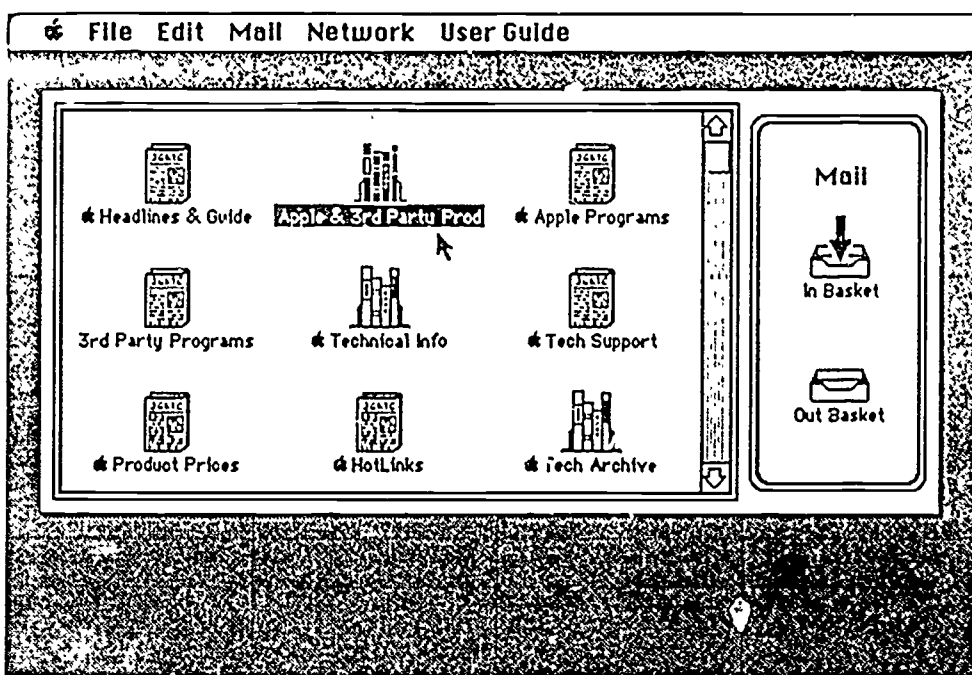 File Edit Mail Network User Guide
Mail
Headlines & Guide
Apple & 3rd Party Prod
Apple Programs
In Basket
3rd Party Programs
Technical Info
Tech Support
Out Basket
Product Prices
HotLinks
Tech Archive